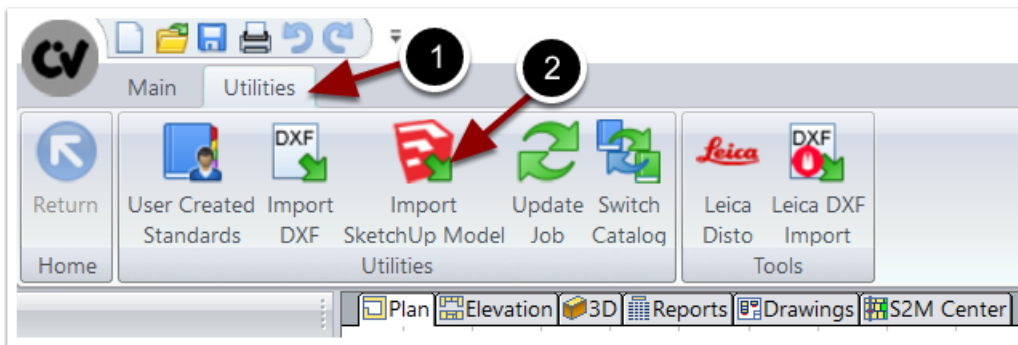 CV
1
2
Main Utilities
DXF DXF
Leica
Return User Created Import Import Update Switch Leica Leica DXF
Standards DXF SketchUp Model Job Catalog Disto Import
Home Utilities Tools
Plan Elevation 3D Reports Drawings S2M Center